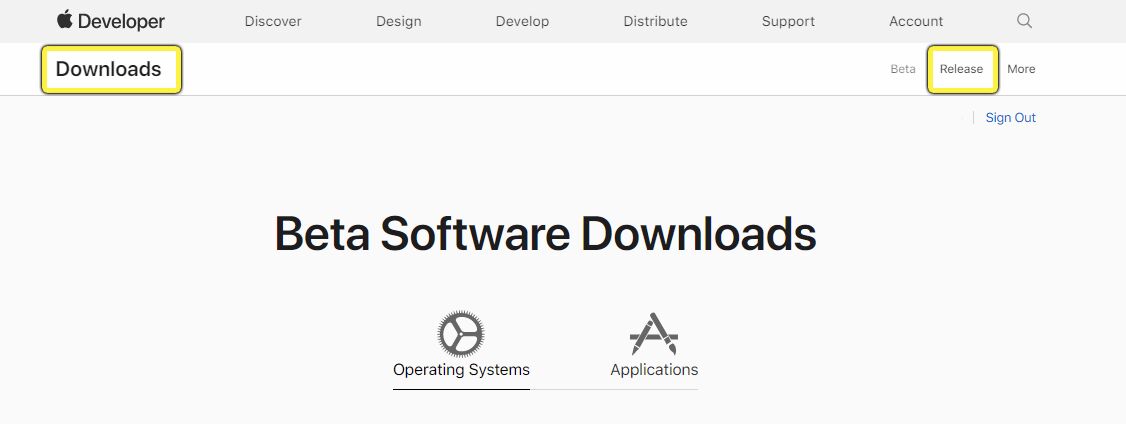 Developer Discover Design Develop Distribute Support Account
Downloads Beta Release More
Sign Out
Beta Software Downloads
Operating Systems Applications